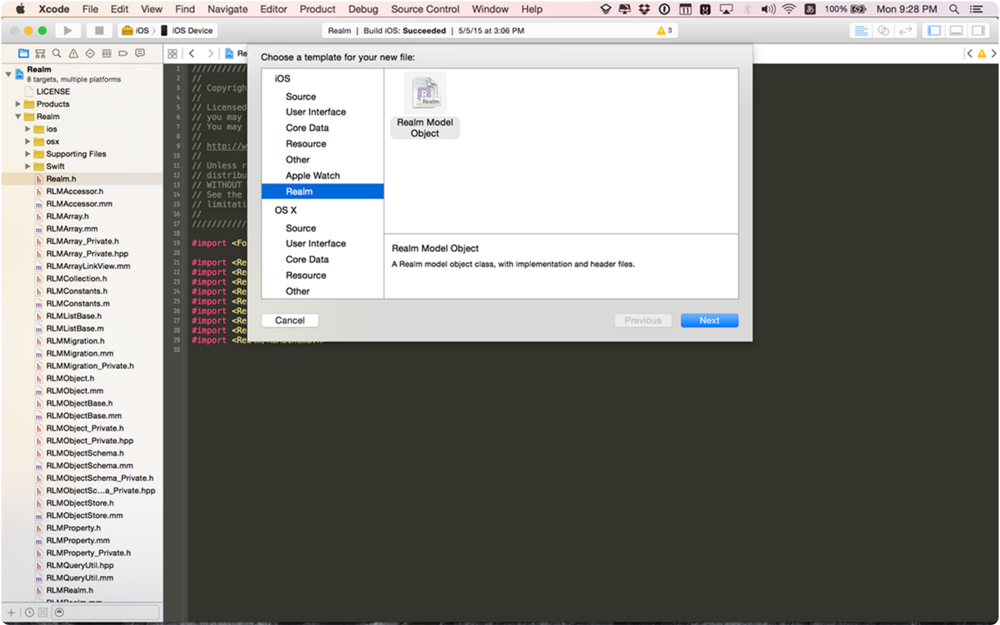 Xcode File Edit View Find Navigate Editor Product Debug Source Control Window Help 11 あ 100% Mon 9:28 PM
iOS iOS Device Realm | Build iOS: Succeeded | 5/5/15 at 3:06 PM 3
Re
Choose a template for your new file:
Realm
8 targets, multiple platforms
LICENSE
Products
Realm
ios
osx
Supporting Files
Swift
Realm.h
RLMAccessor.h
RLMAccessor.mm
RLMArray.h
RLMArray.mm
RLMArray_Private.h
RLMArray_Private.hpp
RLMArrayLinkView.mm
RLMCollection.h
RLMConstants.h
RLMConstants.m
RLMListBase.h
RLMListBase.m
RLMMigration.h
RLMMigration.mm
RLMMigration_Private.h
RLMObject.h
RLMObject.mm
RLMObjectBase.h
RLMObjectBase.mm
RLMObject_Private.h
RLMObject_Private.hpp
RLMObjectSchema.h
RLMObjectSchema.mm
RLMObjectSchema_Private.h
RLMObjectSc...a_Private.hpp
RLMObjectStore.h
RLMObjectStore.mm
RLMProperty.h
RLMProperty.mm
RLMProperty_Private.h
RLMQueryUtil.hpp
RLMQueryUtil.mm
RLMRealm.h
RLMRealm.mm
1 ///////////
2 //
3 // Copyrigh
4 //
5 // Licensed
6 // you may
7 // You may
8 //
9 // http://w
10 //
11 // Unless r
12 // distribu
13 // WITHOUT
14 // See the
15 // limitati
16 //
17 ///////////
18
19 #import <Fo
20
21 #import <Re
22 #import <Re
23 #import <Re
24 #import <Re
25 #import <Re
26 #import <Re
27 #import <Re
28 #import <Re
29 #import <Realm/RLMSchema.h>
30
iOS
Source
User Interface
Core Data
Resource
Other
Apple Watch
Realm
OS X
Source
User Interface
Core Data
Resource
Other
Realm
Realm Model
Object
Realm Model Object
A Realm model object class, with implementation and header files.
Cancel Previous Next